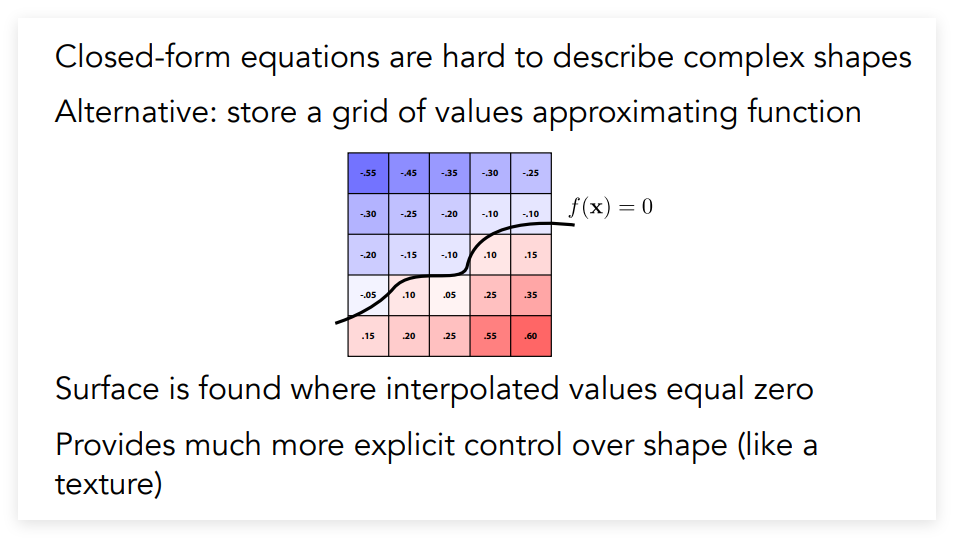 Closed-form equations are hard to describe complex shapes
Alternative: store a grid of values approximating function
-.55 -.45 -.35 -.30 -.25
-.30 -.25 -.20 -.10 -.10
f(x) = 0
-.20 -.15 -.10 .10 .15
-.05 .10 .05 .25 .35
.15 .20 .25 .55 .60
Surface is found where interpolated values equal zero
Provides much more explicit control over shape (like a
texture)